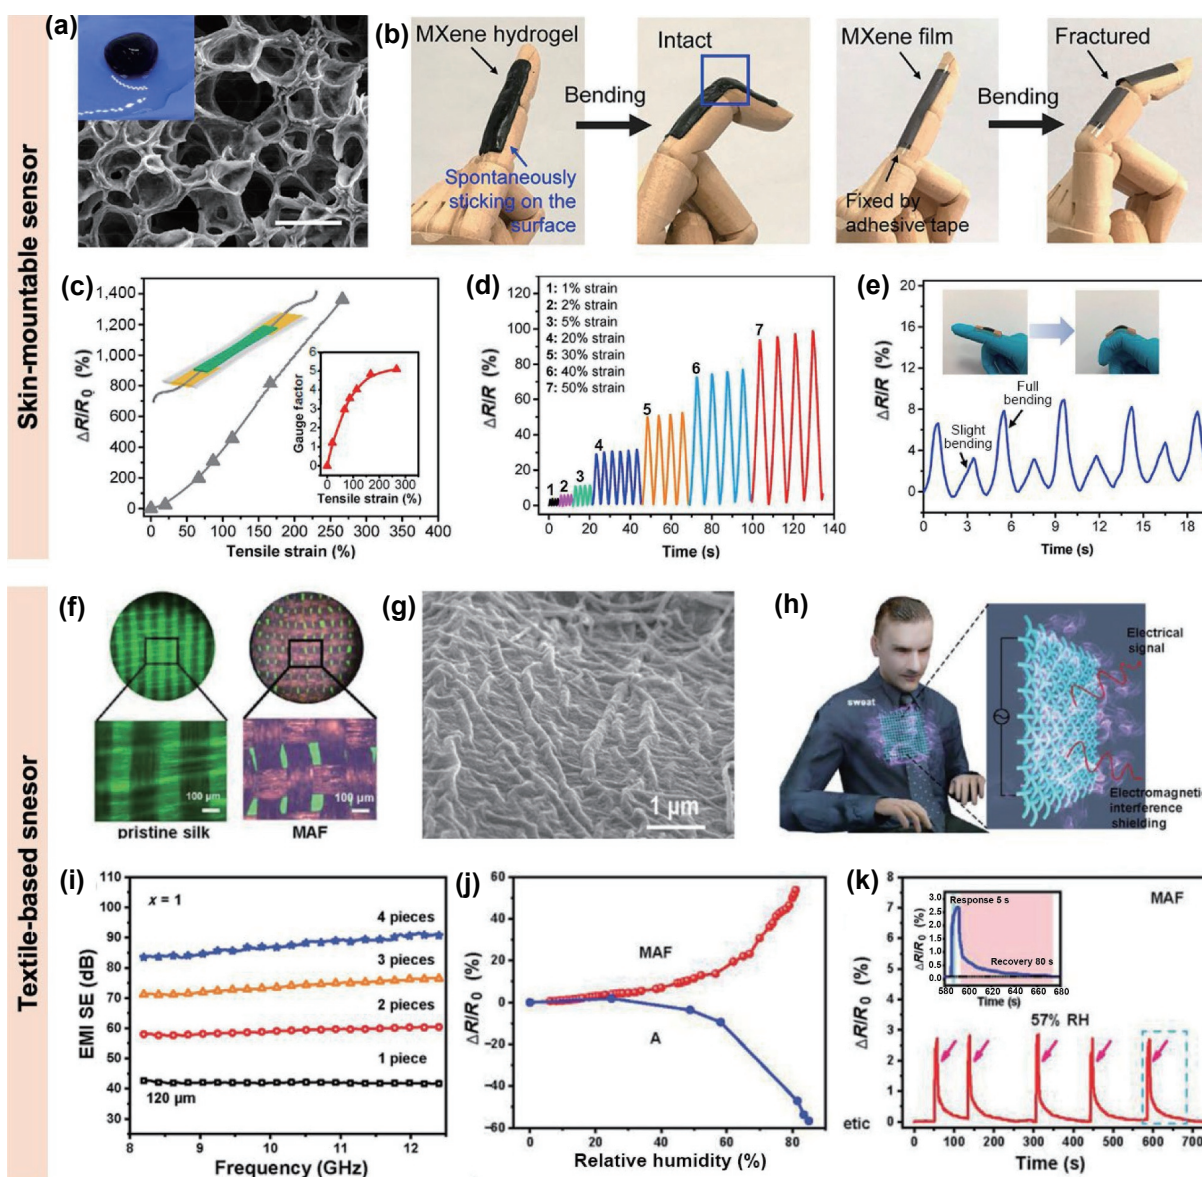 Skin-mountable sensor
(a)
(b)
MXene hydrogel
Intact
Bending
Spontaneously
sticking on the
surface
MXene film
Fractured
Bending
Fixed by
adhesive tape
(c)
1,400
1,200
1,000
800
600
400
200
0
ΔR/R0 (%)
0 50 100 150 200 250 300 350 400
Tensile strain (%)
6
5
4
3
2
1
0
Gauge factor
0 100 200 300
Tensile strain (%)
(d)
120
90
60
30
0
ΔR/R (%)
1: 1% strain
2: 2% strain
3: 5% strain
4: 20% strain
5: 30% strain
6: 40% strain
7: 50% strain
1 2 3 4 5 6 7
0 20 40 60 80 100 120 140
Time (s)
(e)
20
16
12
8
4
0
ΔR/R (%)
Full
bending
Slight
bending
0 3 6 9 12 15 18
Time (s)
Textile-based snesor
(f)
100 μm
100 μm
pristine silk
MAF
(g)
1 μm
(h)
sweat
Electrical
signal
Electromagnetic
interference
shielding
(i)
110
100
90
80
70
60
50
40
30
EMI SE (dB)
x = 1
4 pieces
3 pieces
2 pieces
1 piece
120 μm
9 10 11 12
Frequency (GHz)
(j)
60
40
20
0
−20
−40
−60
ΔR/R0 (%)
MAF
A
0 20 40 60 80
Relative humidity (%)
(k)
8
7
6
5
4
3
2
1
0
ΔR/R0 (%)
MAF
3.0
2.5
2.0
1.5
1.0
0.5
0.0
ΔR/R0 (%)
Response 5 s
Recovery 80 s
580 600 620 640 660 680
Time (s)
57% RH
etic
0 100 200 300 400 500 600 700
Time (s)